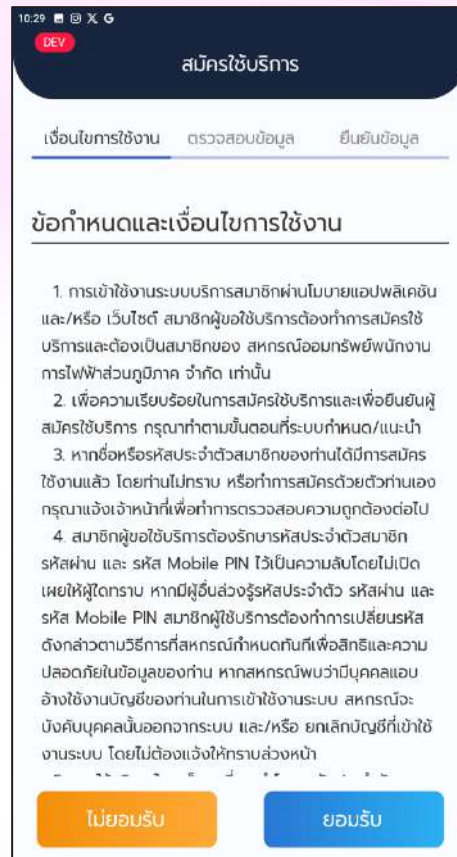 10:29
DEV
สมัครใช้บริการ
เงื่อนไขการใช้งาน ตรวจสอบข้อมูล ยืนยันข้อมูล
ข้อกำหนดและเงื่อนไขการใช้งาน
1. การเข้าใช้งานระบบบริการสมาชิกผ่านโมบายแอปพลิเคชัน
และ/หรือ เว็บไซต์ สมาชิกผู้ขอใช้บริการต้องทำการสมัครใช้
บริการและต้องเป็นสมาชิกของ สหกรณ์ออมทรัพย์พนักงาน
การไฟฟ้าส่วนภูมิภาค จำกัด เท่านั้น
2. เพื่อความเรียบร้อยในการสมัครใช้บริการและเพื่อยืนยันผู้
สมัครใช้บริการ กรุณาทำตามขั้นตอนที่ระบบกำหนด/แนะนำ
3. หากชื่อหรือรหัสประจำตัวสมาชิกของท่านได้มีการสมัคร
ใช้งานแล้ว โดยท่านไม่ทราบ หรือทำการสมัครด้วยตัวท่านเอง
กรุณาแจ้งเจ้าหน้าที่เพื่อทำการตรวจสอบความถูกต้องต่อไป
4. สมาชิกผู้ขอใช้บริการต้องรักษารหัสประจำตัวสมาชิก
รหัสผ่าน และ รหัส Mobile PIN ไว้เป็นความลับโดยไม่เปิด
เผยให้ผู้ใดทราบ หากมีผู้อื่นล่วงรู้รหัสประจำตัว รหัสผ่าน และ
รหัส Mobile PIN สมาชิกผู้ใช้บริการต้องทำการเปลี่ยนรหัส
ดังกล่าวตามวิธีการที่สหกรณ์กำหนดทันทีเพื่อสิทธิและความ
ปลอดภัยในข้อมูลของท่าน หากสหกรณ์พบว่ามีบุคคลแอบ
อ้างใช้งานบัญชีของท่านในการเข้าใช้งานระบบ สหกรณ์จะ
บังคับบุคคลนั้นออกจากระบบ และ/หรือ ยกเลิกบัญชีที่เข้าใช้
งานระบบ โดยไม่ต้องแจ้งให้ทราบล่วงหน้า
ไม่ยอมรับ ยอมรับ